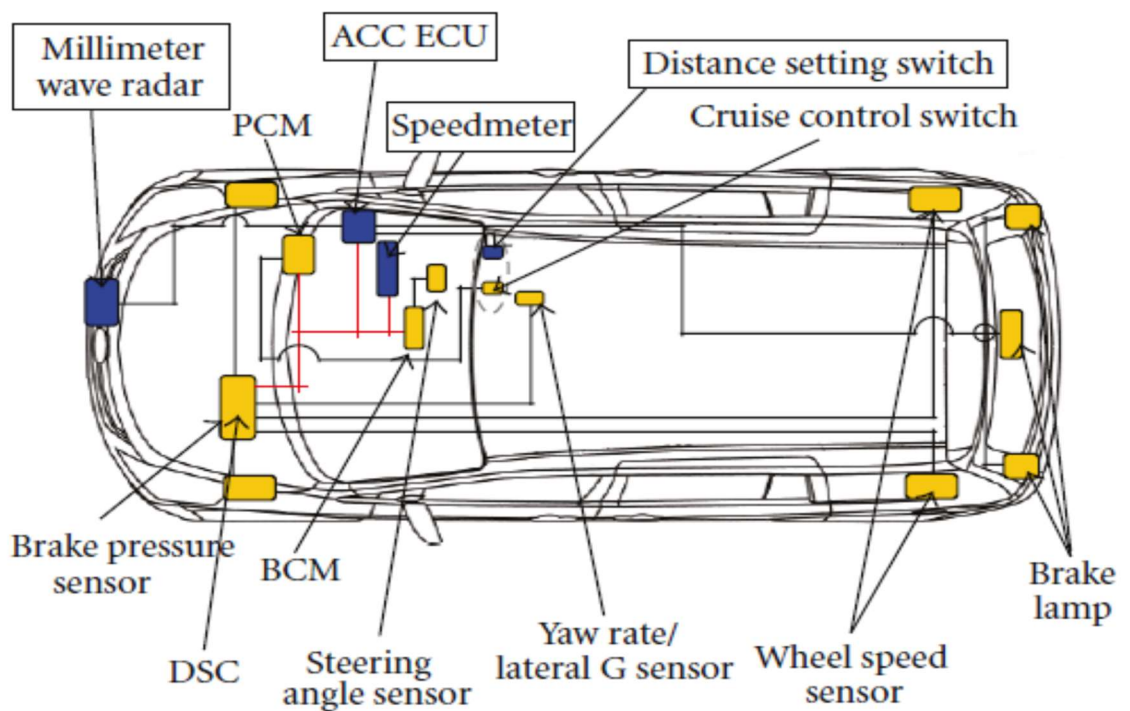 Millimeter
wave radar
ACC ECU
Distance setting switch
PCM
Speedmeter
Cruise control switch
Brake pressure
sensor
BCM
DSC
Steering
angle sensor
Yaw rate/
lateral G sensor
Wheel speed
sensor
Brake
lamp